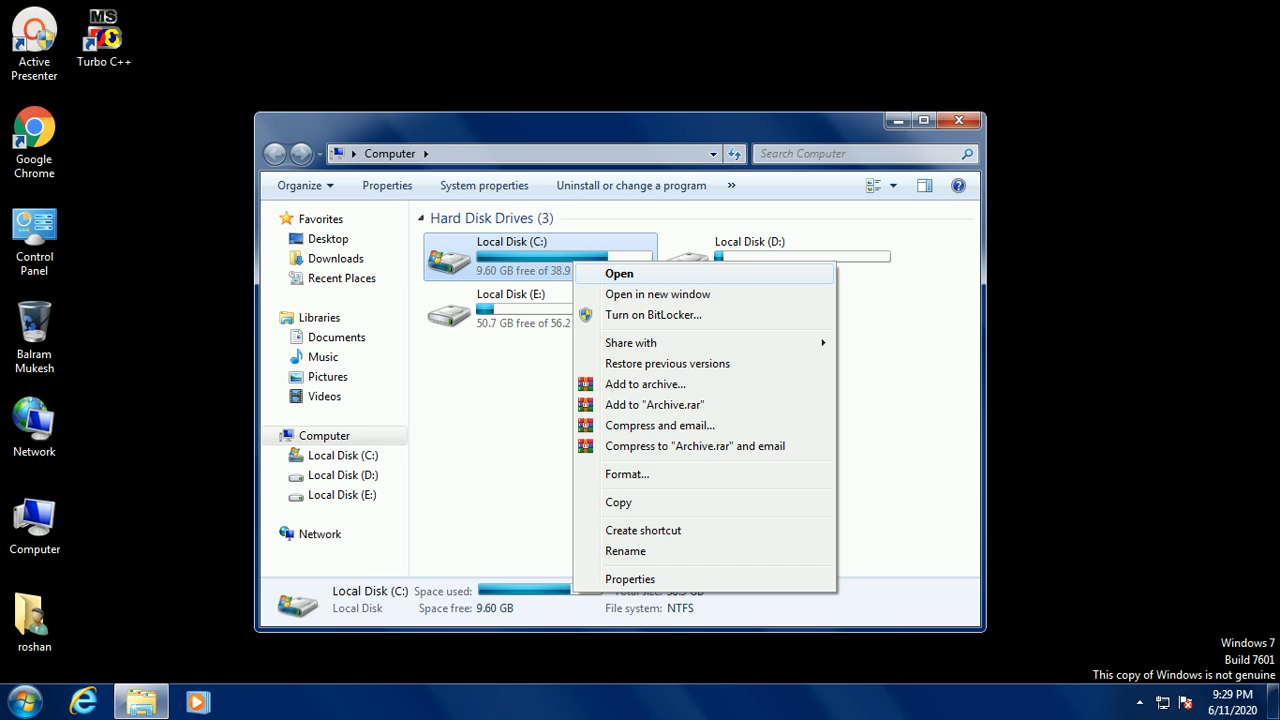 Active
Presenter
MS
Turbo C++
Google
Chrome
Control
Panel
Balram
Mukesh
Network
Computer
roshan
Computer
Search Computer
Organize
Properties
System properties
Uninstall or change a program
»
Favorites
Desktop
Downloads
Recent Places
Libraries
Documents
Music
Pictures
Videos
Computer
Local Disk (C:)
Local Disk (D:)
Local Disk (E:)
Network
Hard Disk Drives (3)
Local Disk (C:)
9.60 GB free of 38.9
Local Disk (D:)
Local Disk (E:)
50.7 GB free of 56.2
Open
Open in new window
Turn on BitLocker...
Share with
Restore previous versions
Add to archive...
Add to "Archive.rar"
Compress and email...
Compress to "Archive.rar" and email
Format...
Copy
Create shortcut
Rename
Properties
Local Disk (C:) Space used:
Local Disk Space free: 9.60 GB File system: NTFS
Windows 7
Build 7601
This copy of Windows is not genuine
9:29 PM
6/11/2020